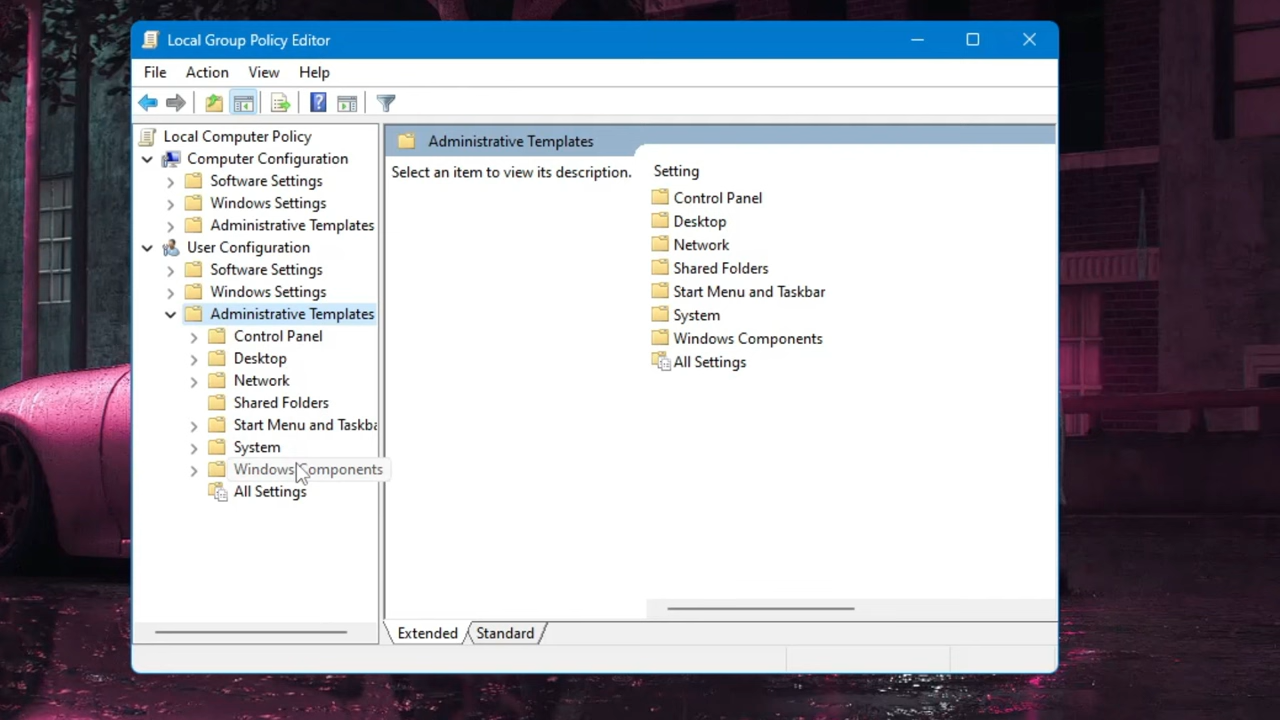 Local Group Policy Editor
File Action View Help
Local Computer Policy
Computer Configuration
Software Settings
Windows Settings
Administrative Templates
User Configuration
Software Settings
Windows Settings
Administrative Templates
Control Panel
Desktop
Network
Shared Folders
Start Menu and Taskba
System
Windows Components
All Settings
Administrative Templates
Select an item to view its description.
Setting
Control Panel
Desktop
Network
Shared Folders
Start Menu and Taskbar
System
Windows Components
All Settings
Extended Standard